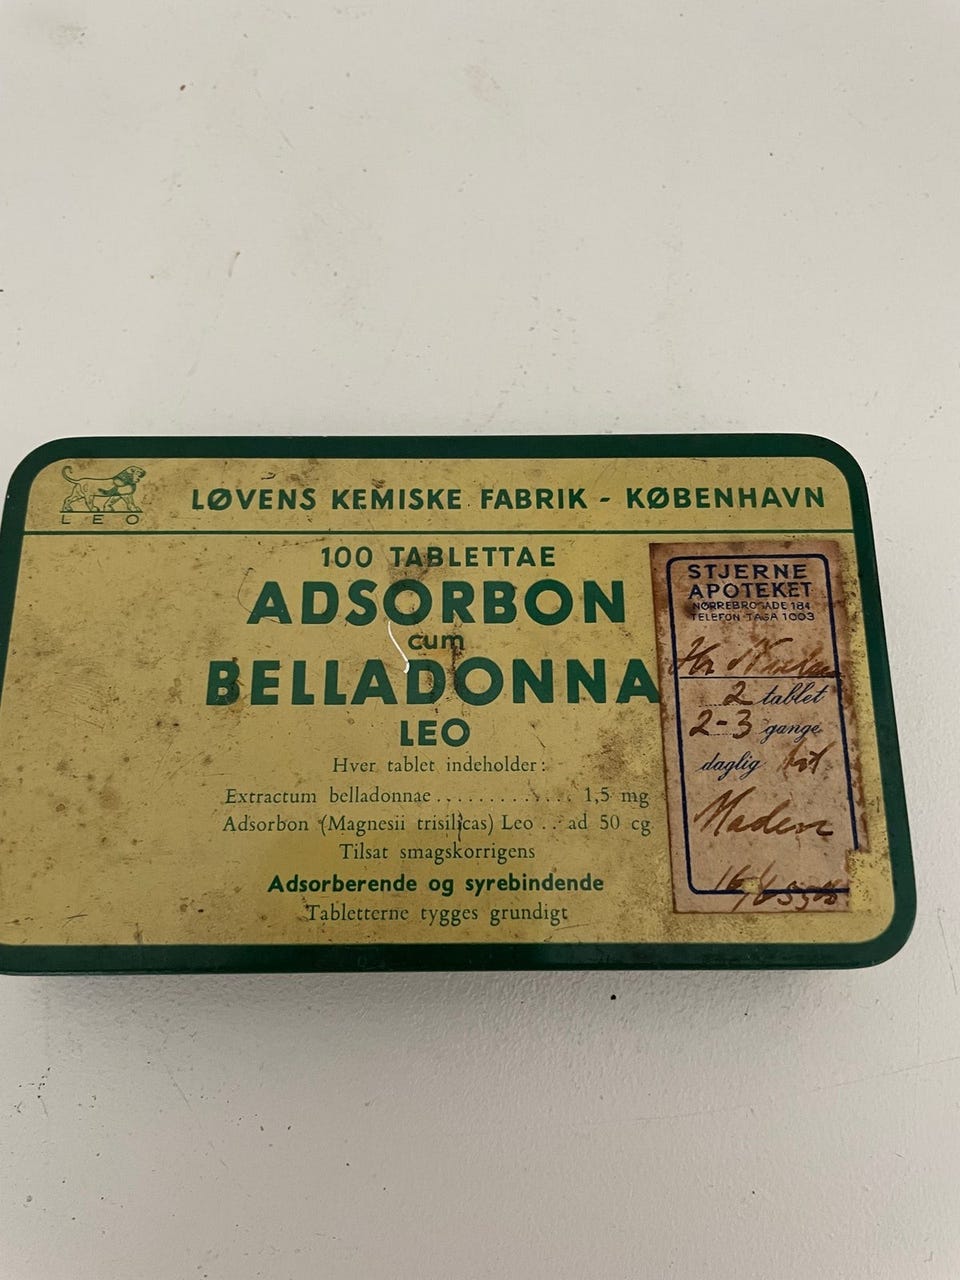 LEO
LØVENS KEMISKE FABRIK - KØBENHAVN
100 TABLETTAE
ADSORBON
cum
BELLADONNA
LEO
Hver tablet indeholder:
Extractum belladonnae ............. 1,5 mg
Adsorbon (Magnesii trisilicas) Leo .. ad 50 cg
Tilsat smagskorrigens
Adsorberende og syrebindende
Tabletterne tygges grundigt
STJERNE
APOTEKET
NØRREBROGADE 184
TELEFON TAGA 1003
Hr
2 tablet
2-3 gange
daglig
Maden